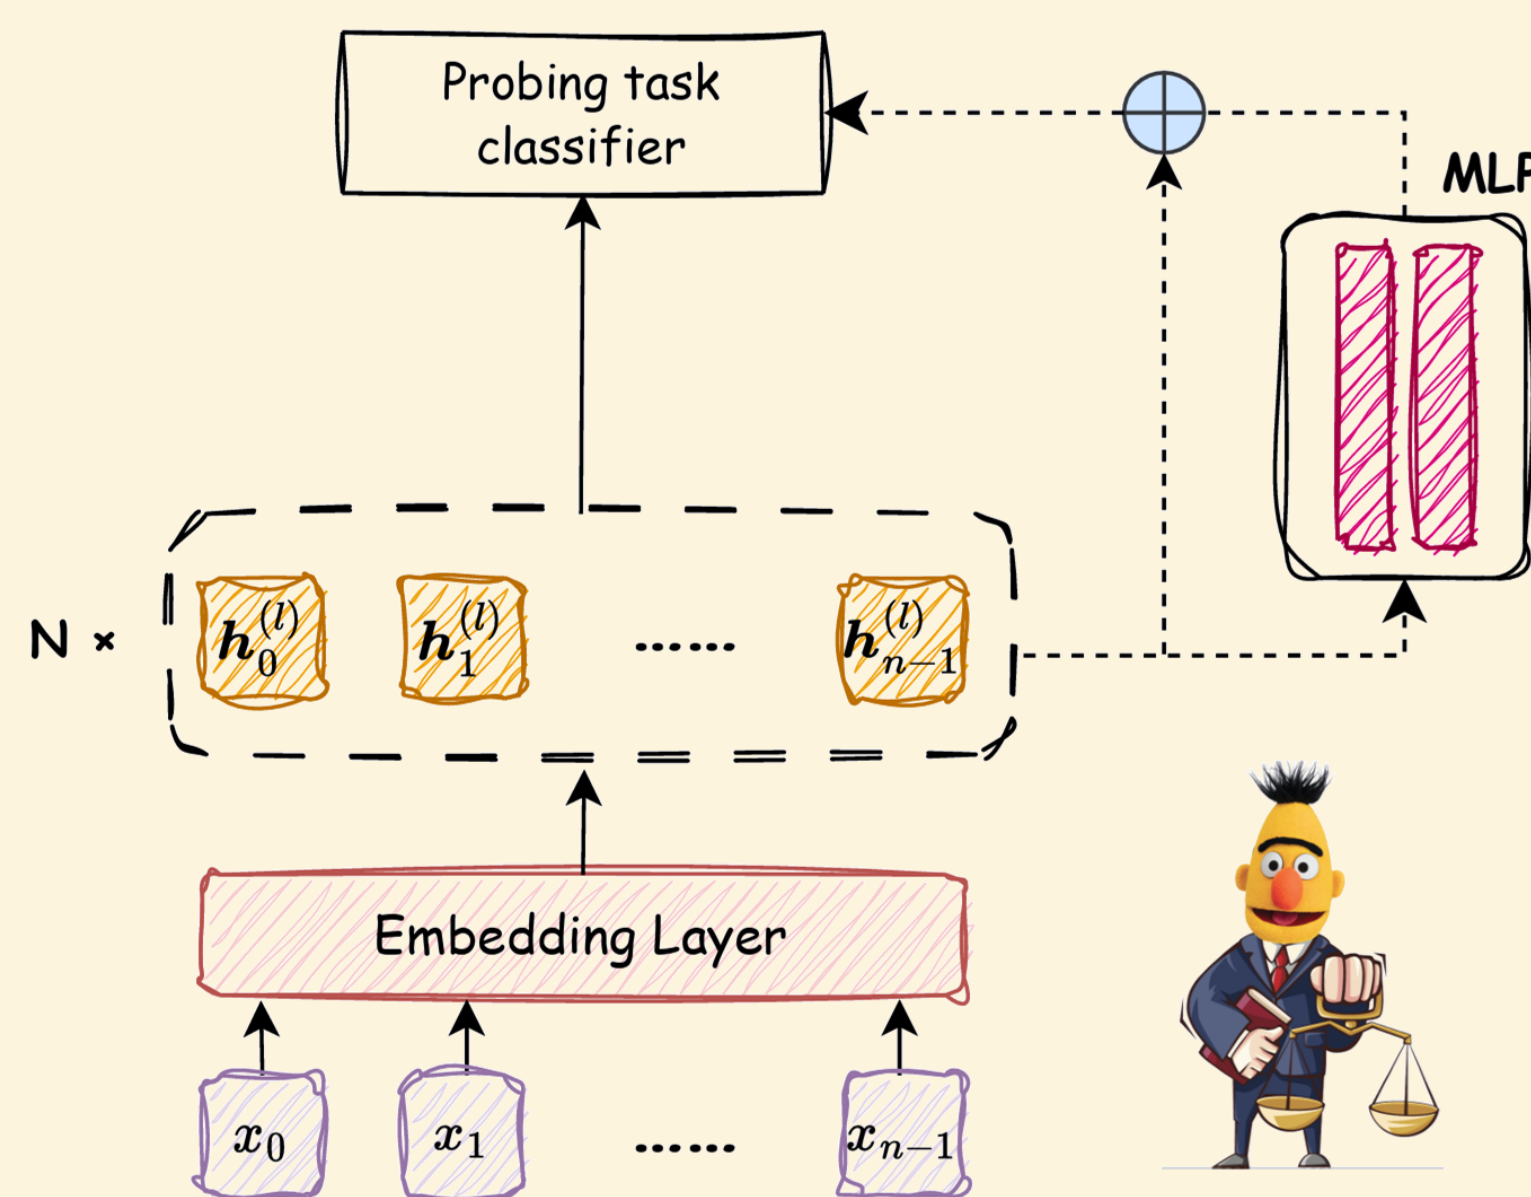 Probing task
classifier
MLP
N ×
h_0^{(l)} h_1^{(l)} ...... h_{n-1}^{(l)}
Embedding Layer
x_0 x_1 ...... x_{n-1}